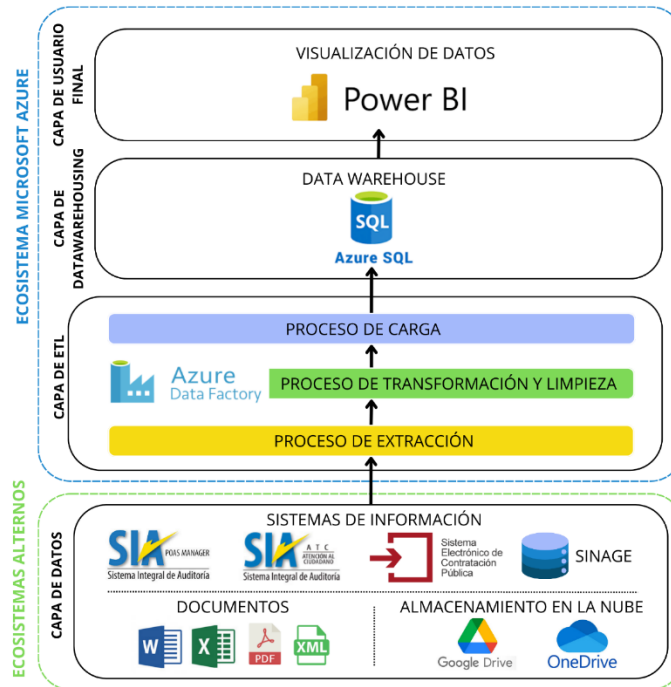 ECOSISTEMA MICROSOFT AZURE
CAPA DE USUARIO
FINAL
VISUALIZACIÓN DE DATOS
Power BI
CAPA DE
DATAWAREHOUSING
DATA WAREHOUSE
SQL
Azure SQL
CAPA DE ETL
PROCESO DE CARGA
Azure
Data Factory
PROCESO DE TRANSFORMACIÓN Y LIMPIEZA
PROCESO DE EXTRACCIÓN
ECOSISTEMAS ALTERNOS
CAPA DE DATOS
SISTEMAS DE INFORMACIÓN
SIA
POAS MANAGER
Sistema Integral de Auditoría
SIA
ATC
ATENCIÓN AL
CIUDADANO
Sistema Integral de Auditoría
Sistema
Electrónico de
Contratación
Pública
SINAGE
DOCUMENTOS
W
X
PDF
XML
ALMACENAMIENTO EN LA NUBE
Google Drive
OneDrive